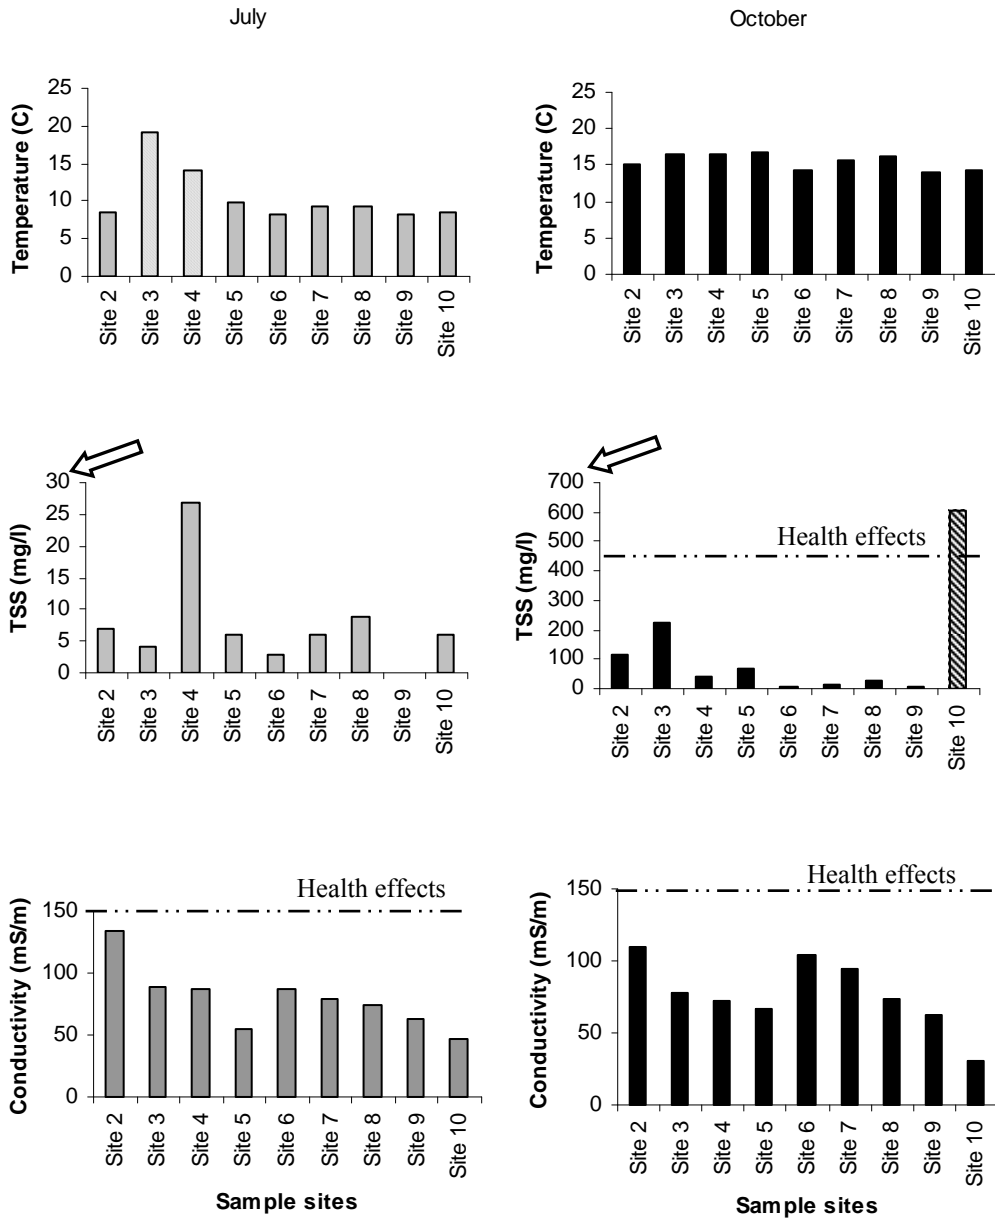 July
October
Temperature (C)
25
20
15
10
5
0
Site 2
Site 3
Site 4
Site 5
Site 6
Site 7
Site 8
Site 9
Site 10
Temperature (C)
25
20
15
10
5
0
Site 2
Site 3
Site 4
Site 5
Site 6
Site 7
Site 8
Site 9
Site 10
TSS (mg/l)
30
25
20
15
10
5
0
Site 2
Site 3
Site 4
Site 5
Site 6
Site 7
Site 8
Site 9
Site 10
TSS (mg/l)
700
600
500
400
300
200
100
0
Health effects
Site 2
Site 3
Site 4
Site 5
Site 6
Site 7
Site 8
Site 9
Site 10
Conductivity (mS/m)
Health effects
150
100
50
0
Site 2
Site 3
Site 4
Site 5
Site 6
Site 7
Site 8
Site 9
Site 10
Sample sites
Conductivity (mS/m)
Health effects
150
100
50
0
Site 2
Site 3
Site 4
Site 5
Site 6
Site 7
Site 8
Site 9
Site 10
Sample sites